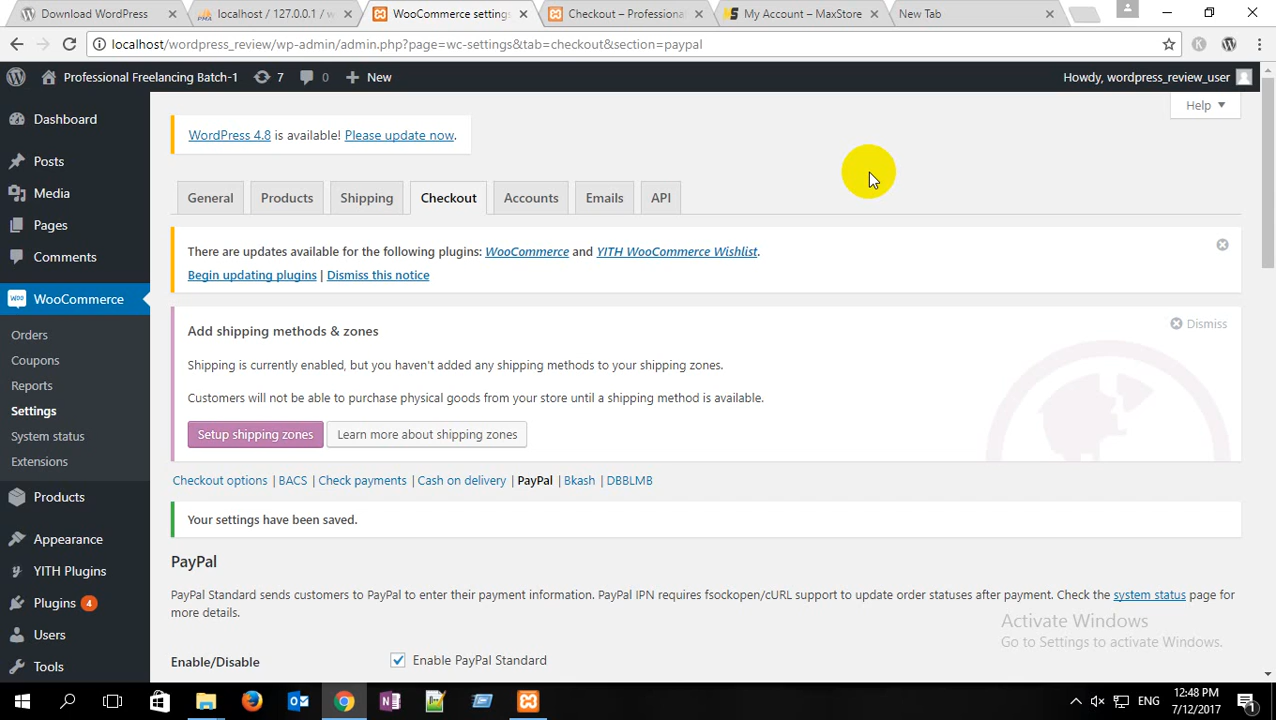 Download WordPress
localhost / 127.0.0.1 / w
WooCommerce settings
Checkout – Professional
My Account – MaxStore
New Tab
localhost/wordpress_review/wp-admin/admin.php?page=wc-settings&tab=checkout&section=paypal
Professional Freelancing Batch-1
7
0
New
Howdy, wordpress_review_user
Help
Dashboard
Posts
Media
Pages
Comments
WooCommerce
Orders
Coupons
Reports
Settings
System status
Extensions
Products
Appearance
YITH Plugins
Plugins 4
Users
Tools
WordPress 4.8 is available! Please update now.
General
Products
Shipping
Checkout
Accounts
Emails
API
There are updates available for the following plugins: WooCommerce and YITH WooCommerce Wishlist.
Begin updating plugins | Dismiss this notice
Add shipping methods & zones
Dismiss
Shipping is currently enabled, but you haven't added any shipping methods to your shipping zones.
Customers will not be able to purchase physical goods from your store until a shipping method is available.
Setup shipping zones
Learn more about shipping zones
Checkout options | BACS | Check payments | Cash on delivery | PayPal | Bkash | DBBLMB
Your settings have been saved.
PayPal
PayPal Standard sends customers to PayPal to enter their payment information. PayPal IPN requires fsockopen/cURL support to update order statuses after payment. Check the system status page for
more details.
Activate Windows
Go to Settings to activate Windows.
Enable/Disable
Enable PayPal Standard
ENG
12:48 PM
7/12/2017
1